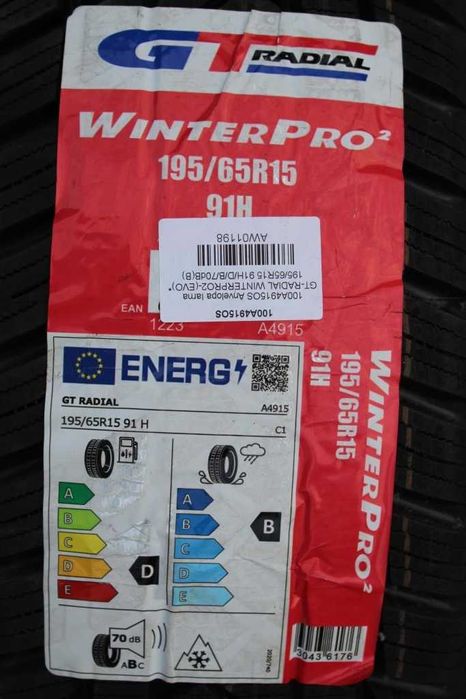 GT RADIAL
WINTERPRO²
195/65R15
91H
100A4915OS
100A4915OS Anvelopa iarna
GT-RADIAL WINTERPRO2-(EVO)*
195/65R15 91H/D/B/70dB(B)
AW01198
EAN
1223
A4915
ENERG
GT RADIAL
A4915
195/65R15 91 H
C1
A
B
C
D
E
D
A
B
C
D
E
B
70 dB
ABC
2020/740
WINTERPRO²
195/65R15
91H
3043 6176